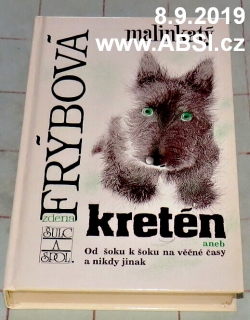 8.9.2019
www.ABSI.cz
malinkatý
zdena
FRÝBOVÁ
ŠULC
A
SPOL.
kretén
aneb
Od šoku k šoku na věčné časy
a nikdy jinak